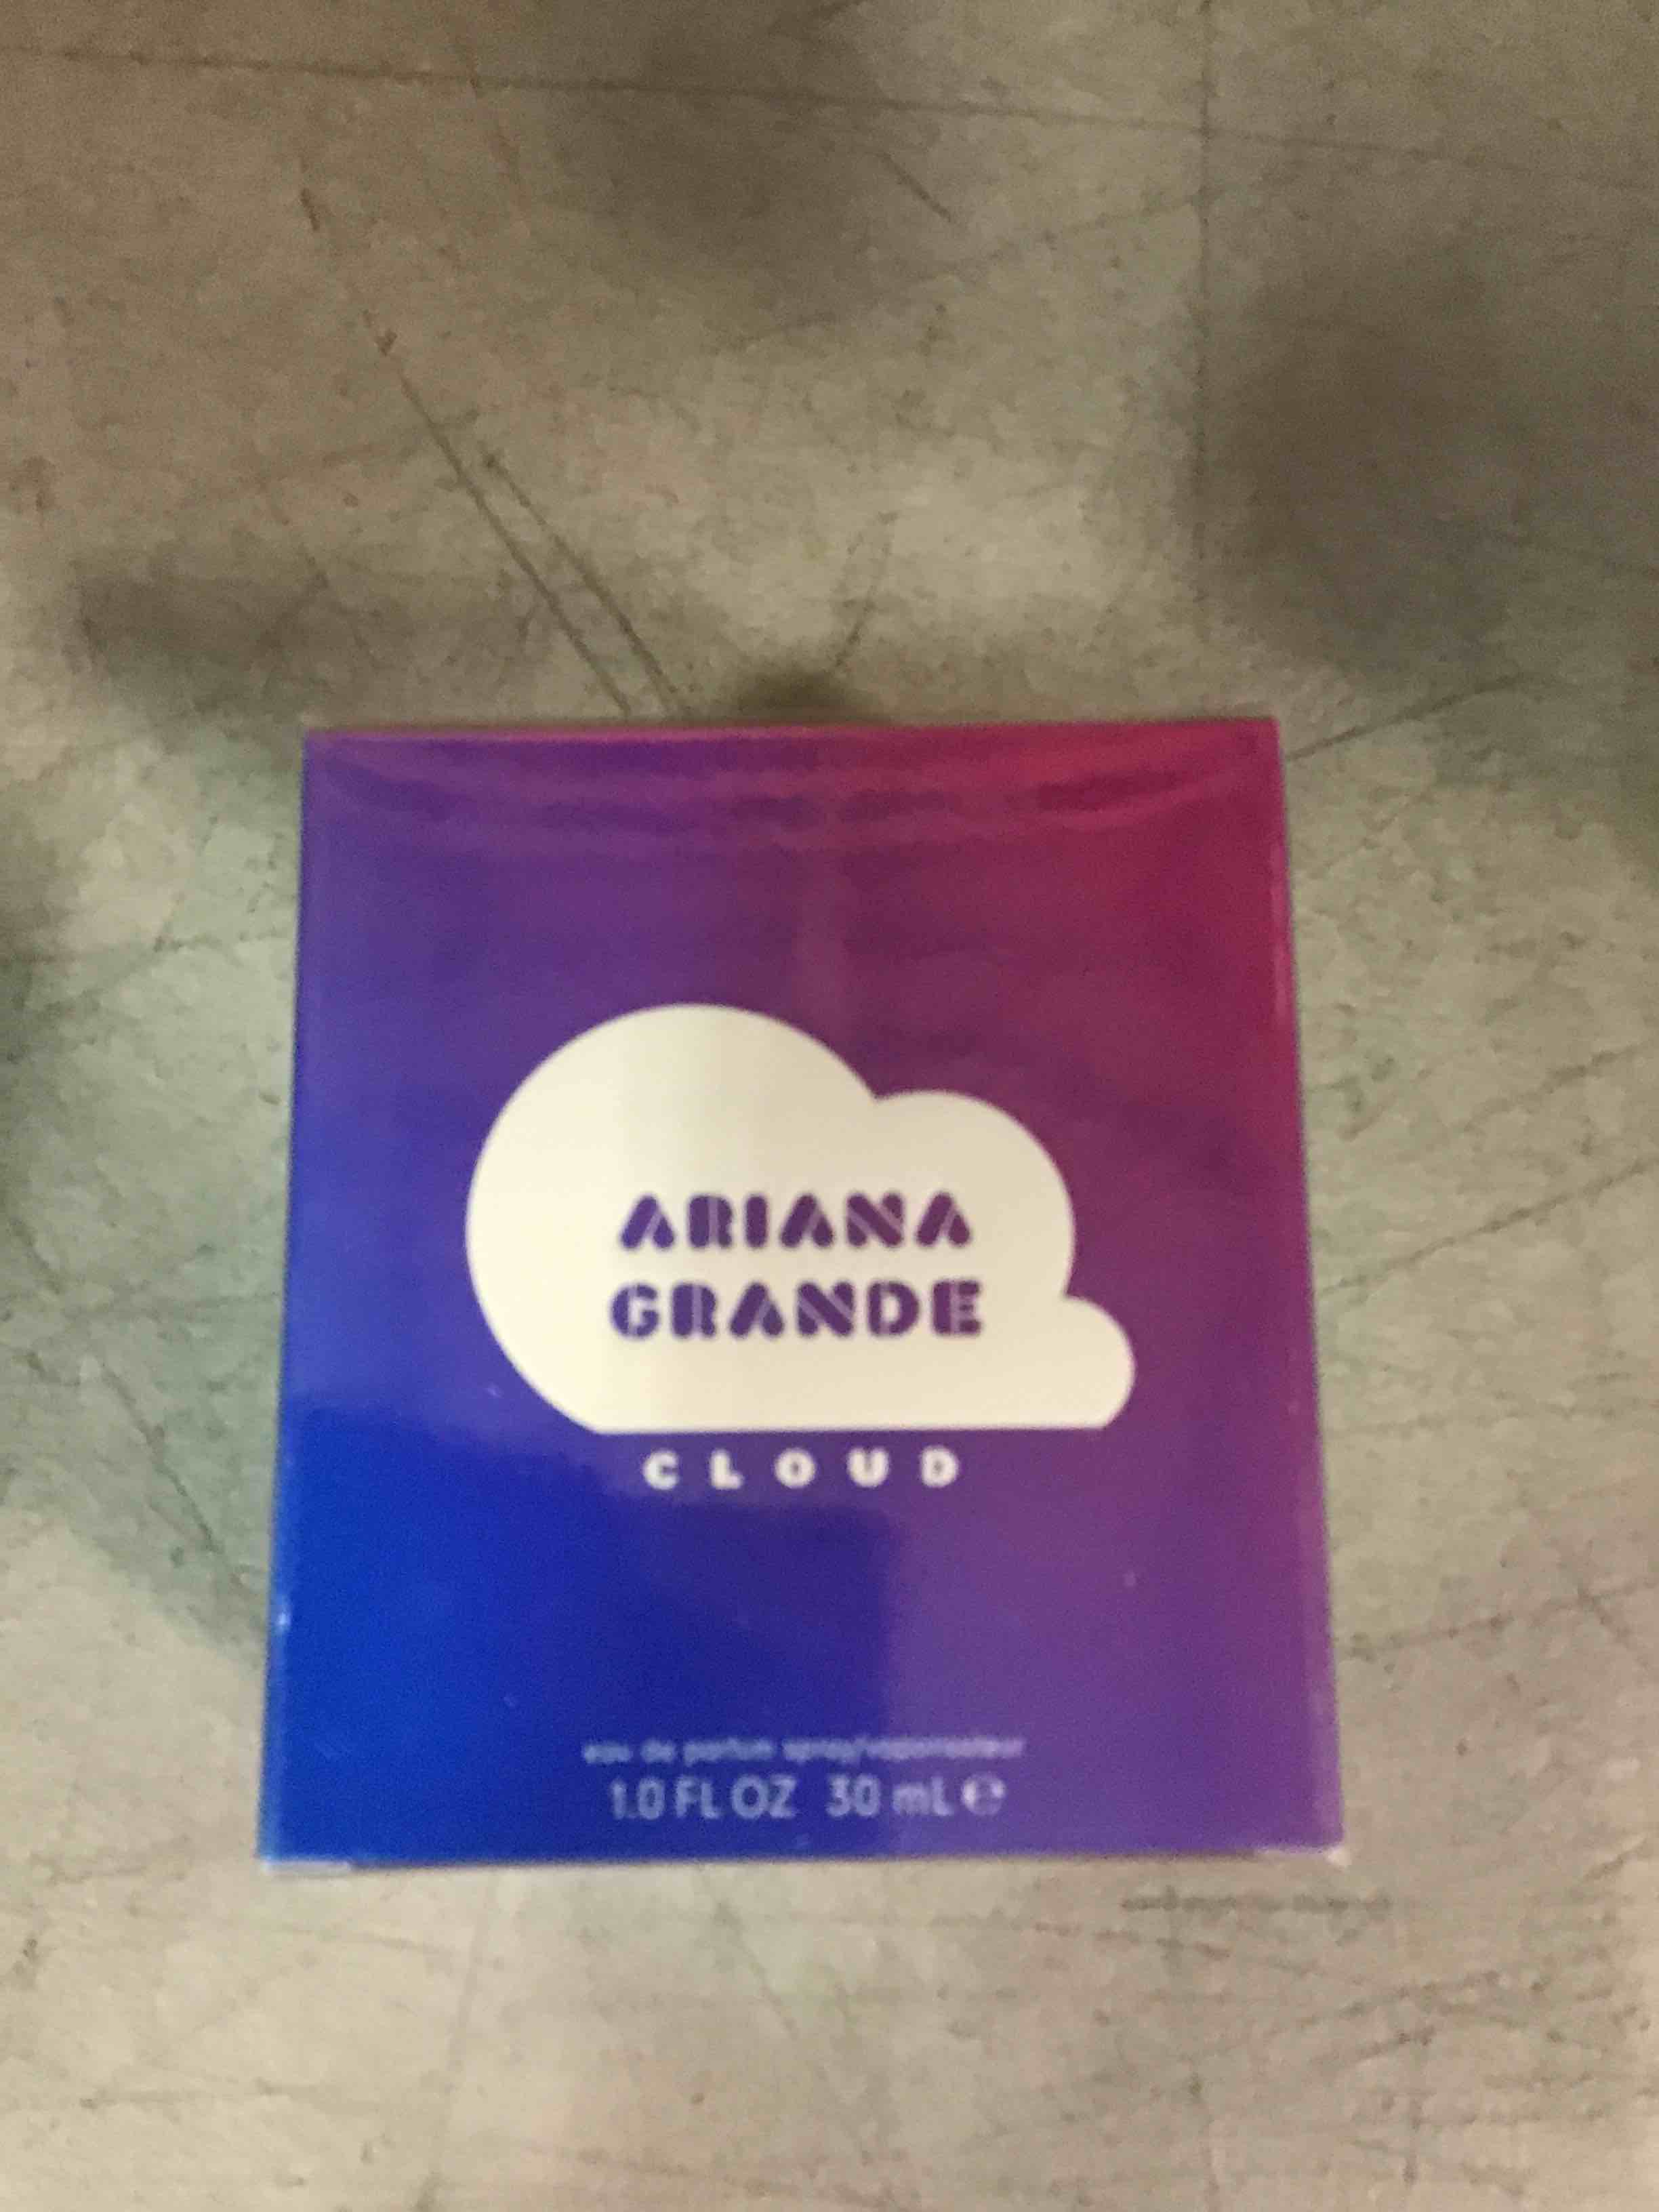 ARIANA
GRANDE
CLOUD
eau de parfum spray/vaporisateur
1.0 FL OZ 30 mL ℮